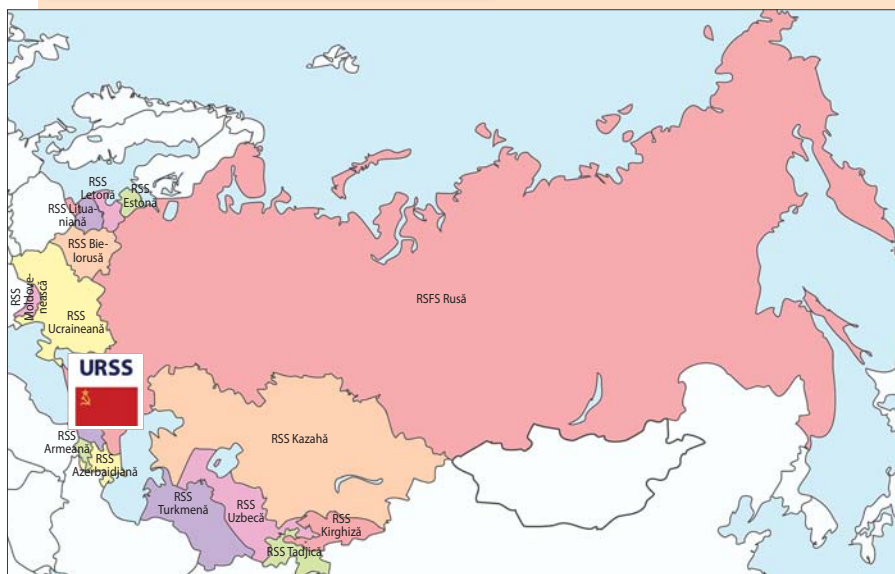 RSS
Letonă
RSS
Estonă
RSS Litua-
niană
RSS Bie-
lorusă
RSS
Moldove-
nească
RSS
Ucraineană
RSFS Rusă
URSS
RSS
Armeană
RSS
Azerbaidjană
RSS Kazahă
RSS
Turkmenă
RSS
Uzbecă
RSS
Kirghiză
RSS Tadjică